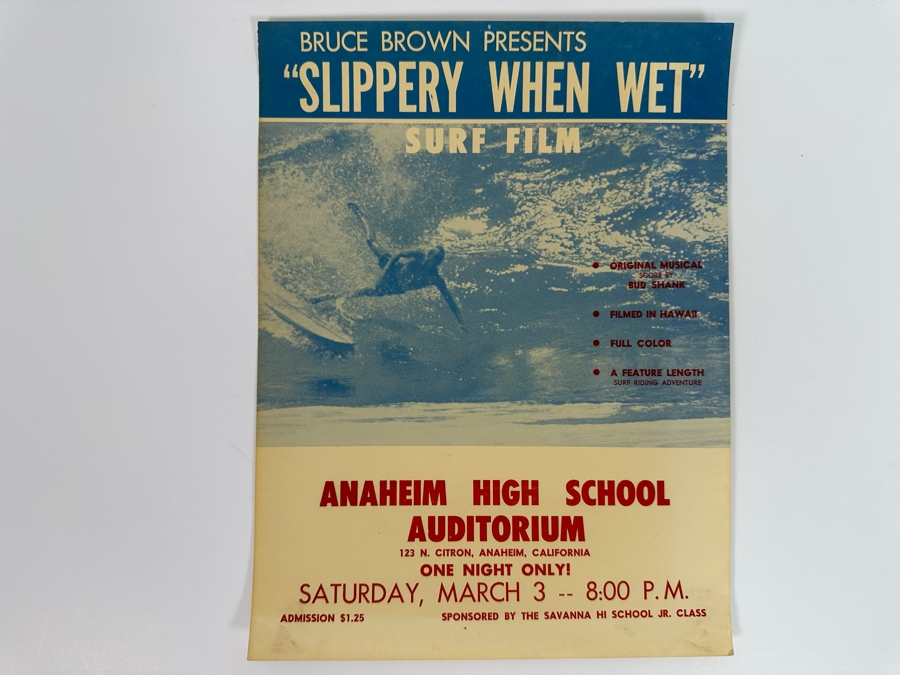 BRUCE BROWN PRESENTS
"SLIPPERY WHEN WET"
SURF FILM
• ORIGINAL MUSICAL
SCORE BY
BUD SHANK
• FILMED IN HAWAII
• FULL COLOR
• A FEATURE LENGTH
SURF RIDING ADVENTURE
ANAHEIM HIGH SCHOOL
AUDITORIUM
123 N. CITRON, ANAHEIM, CALIFORNIA
ONE NIGHT ONLY!
SATURDAY, MARCH 3 -- 8:00 P.M.
ADMISSION $1.25 SPONSORED BY THE SAVANNA HI SCHOOL JR. CLASS